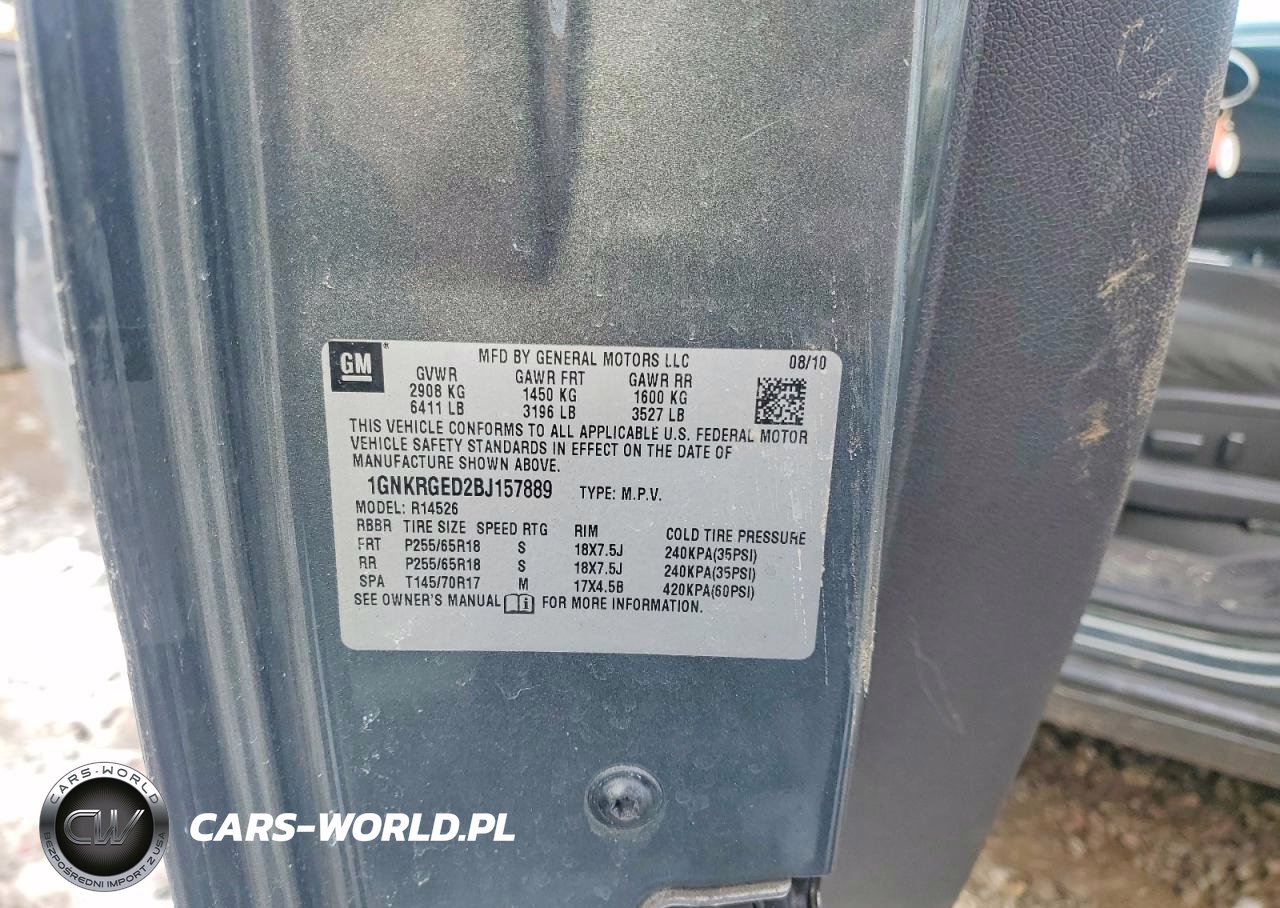 GM
MFD BY GENERAL MOTORS LLC 08/10
GVWR GAWR FRT GAWR RR
2908 KG 1450 KG 1600 KG
6411 LB 3196 LB 3527 LB
THIS VEHICLE CONFORMS TO ALL APPLICABLE U.S. FEDERAL MOTOR
VEHICLE SAFETY STANDARDS IN EFFECT ON THE DATE OF
MANUFACTURE SHOWN ABOVE.
1GNKRGED2BJ157889 TYPE: M.P.V.
MODEL: R14526
RBBR TIRE SIZE SPEED RTG RIM COLD TIRE PRESSURE
FRT P255/65R18 S 18X7.5J 240KPA(35PSI)
RR P255/65R18 S 18X7.5J 240KPA(35PSI)
SPA T145/70R17 M 17X4.5B 420KPA(60PSI)
SEE OWNER'S MANUAL FOR MORE INFORMATION.
CARS-WORLD
CW
BEZPOŚREDNI IMPORT Z USA
CARS-WORLD.PL